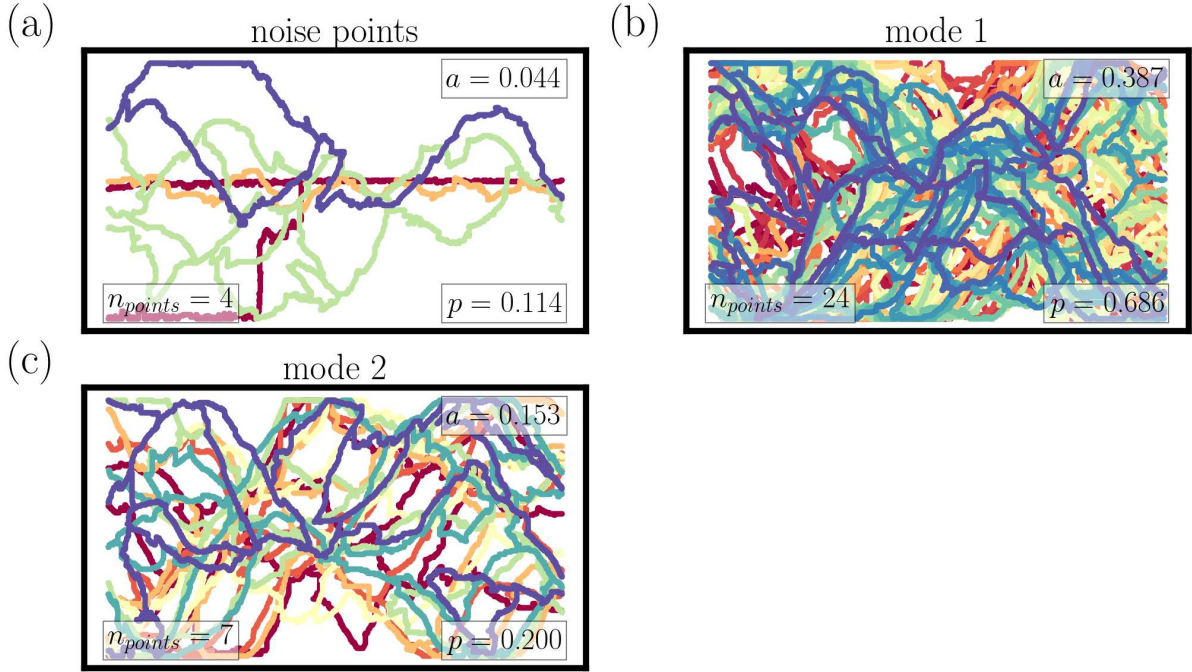 (a)
noise points
a = 0.044
n_points = 4
p = 0.114
(b)
mode 1
a = 0.387
n_points = 24
p = 0.686
(c)
mode 2
a = 0.153
n_points = 7
p = 0.200